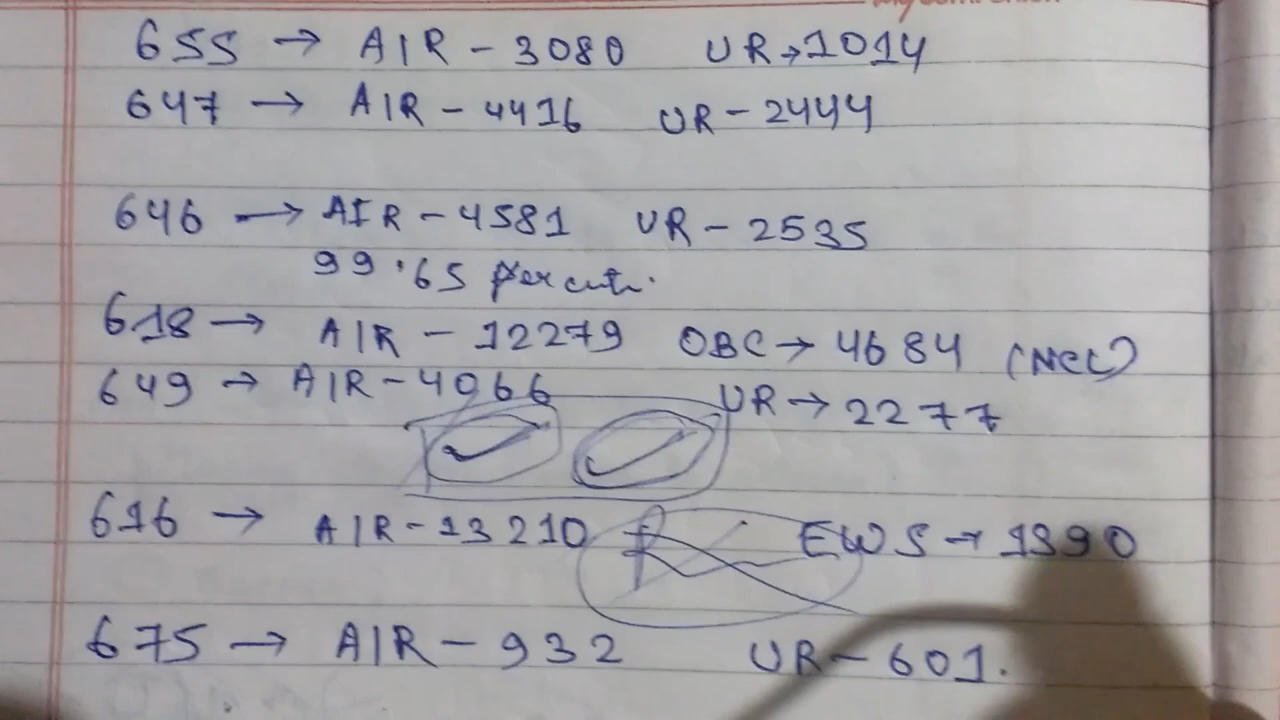 655 → AIR - 3080 UR → 1014
647 → AIR - 4416 UR - 2444
646 → AIR - 4581 UR - 2535
99.65
618 → AIR - 12279 OBC → 4684 (NCL)
649 → AIR - 4066 UR → 2277
616 → AIR - 13210 EWS → 1390
675 → AIR - 932 UR - 601.